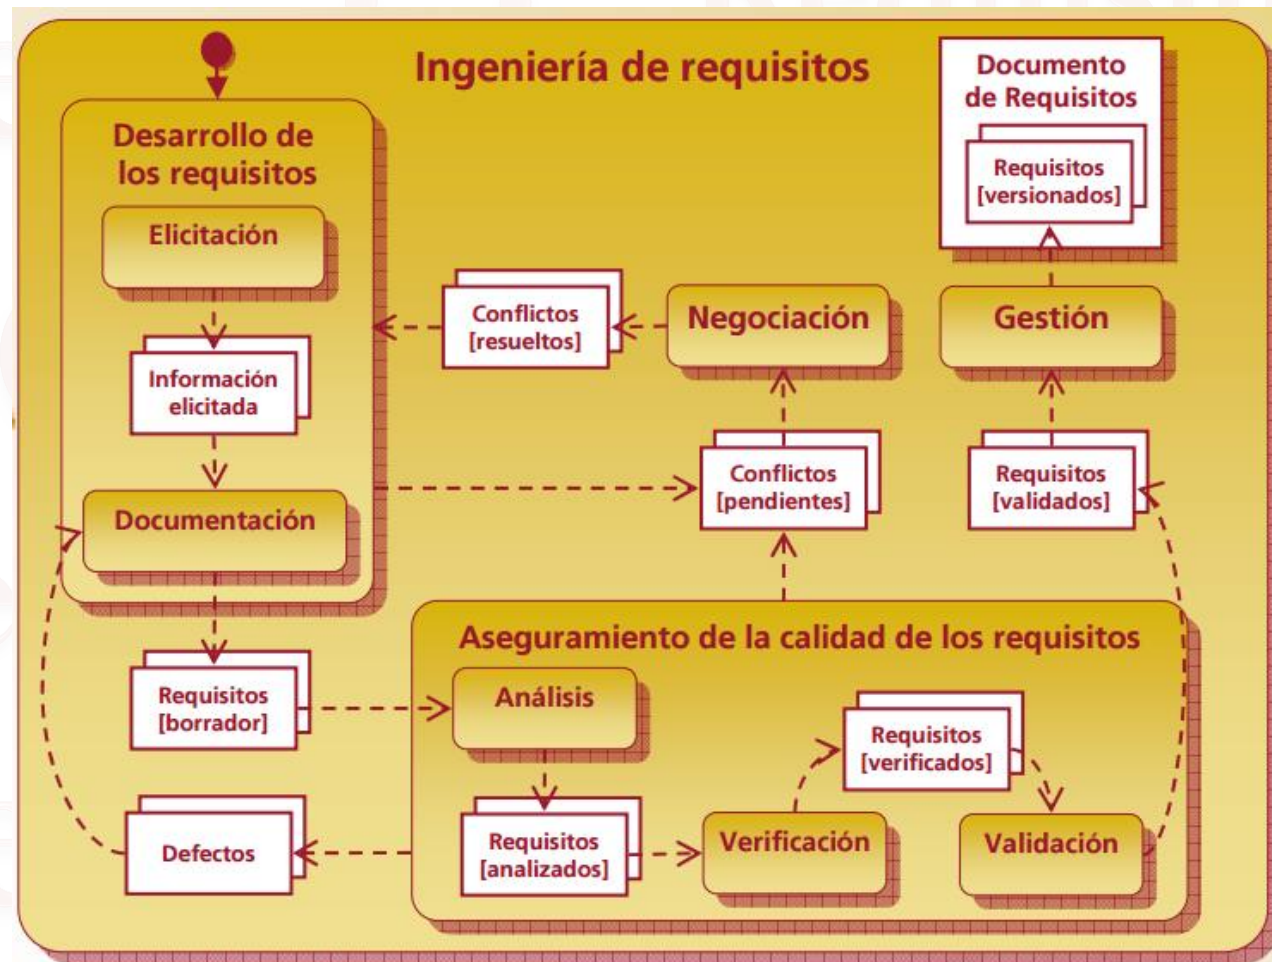 Ingeniería de requisitos
Desarrollo de
los requisitos
Elicitación
Información
elicitada
Documentación
Requisitos
[borrador]
Defectos
Conflictos
[resueltos]
Negociación
Conflictos
[pendientes]
Documento
de Requisitos
Requisitos
[versionados]
Gestión
Requisitos
[validados]
Aseguramiento de la calidad de los requisitos
Análisis
Requisitos
[analizados]
Verificación
Requisitos
[verificados]
Validación